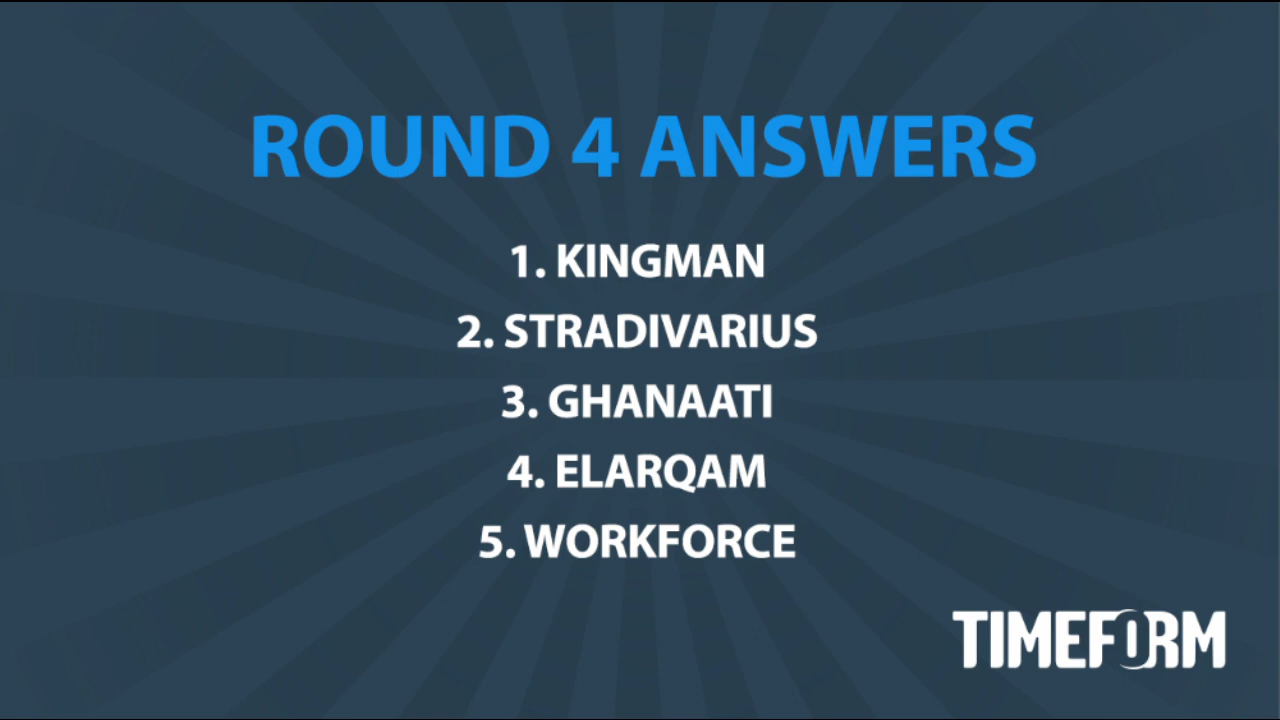 ROUND 4 ANSWERS
1. KINGMAN
2. STRADIVARIUS
3. GHANAATI
4. ELARQAM
5. WORKFORCE
TIMEFORM